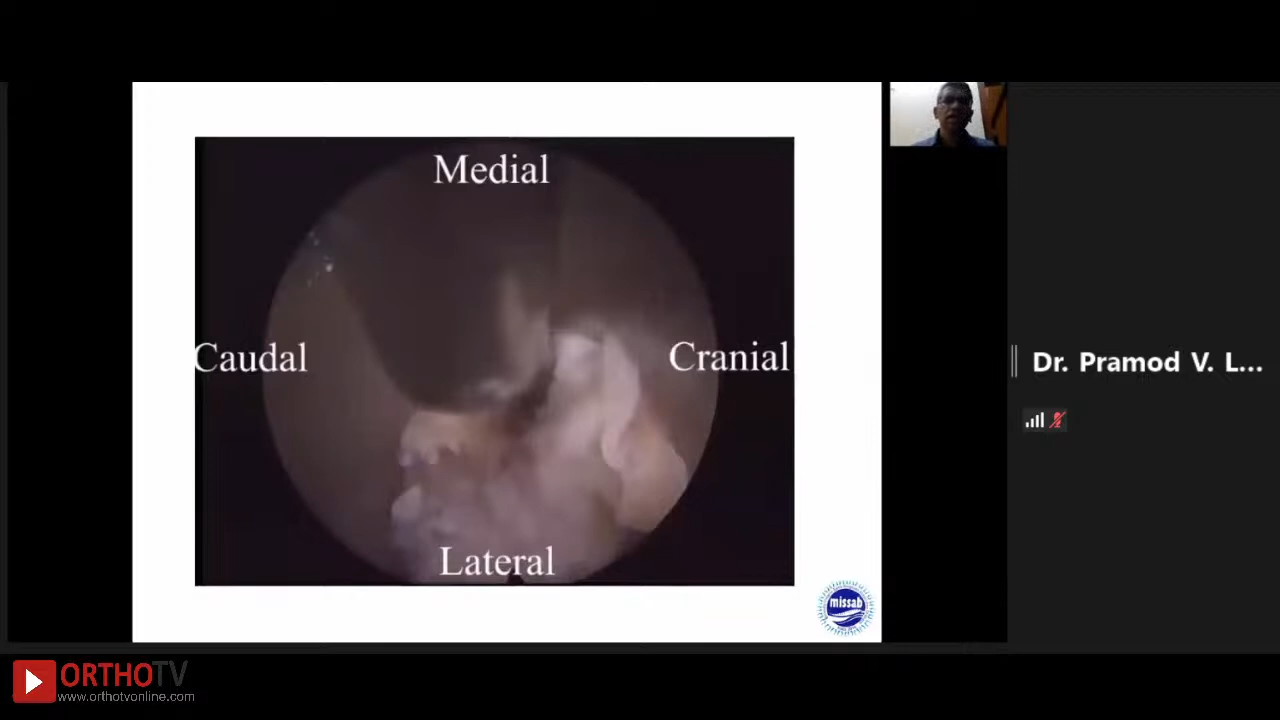 Medial
Caudal
Cranial
Lateral
Dr. Pramod V. L...
missab
ORTHOTV
www.orthotvonline.com